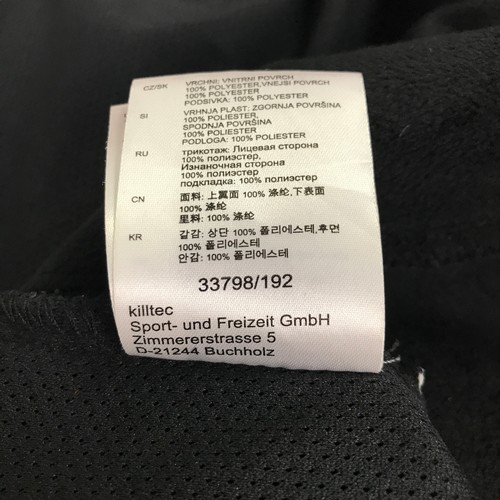 CZ/SK VRCHNI: VNITRNI POVRCH
100% POLYESTER,VNEJSI POVRCH
100% POLYESTER
PODSIVKA: 100% POLYESTER
SI VRHNJA PLAST: ZGORNJA POVRŠINA
100% POLIESTER,
SPODNJA POVRŠINA
100% POLIESTER
PODLOGA: 100% POLIESTER
RU трикотаж: Лицевая сторона
100% полиэстер,
Изнаночная сторона
100% полиэстер
подкладка: 100% полиэстер
CN 面料: 上翼面 100% 涤纶,下表面
100% 涤纶
里料: 100% 涤纶
KR 겉감: 상단 100% 폴리에스테,후면
100% 폴리에스테
안감: 100% 폴리에스테
33798/192
killtec
Sport- und Freizeit GmbH
Zimmererstrasse 5
D-21244 Buchholz